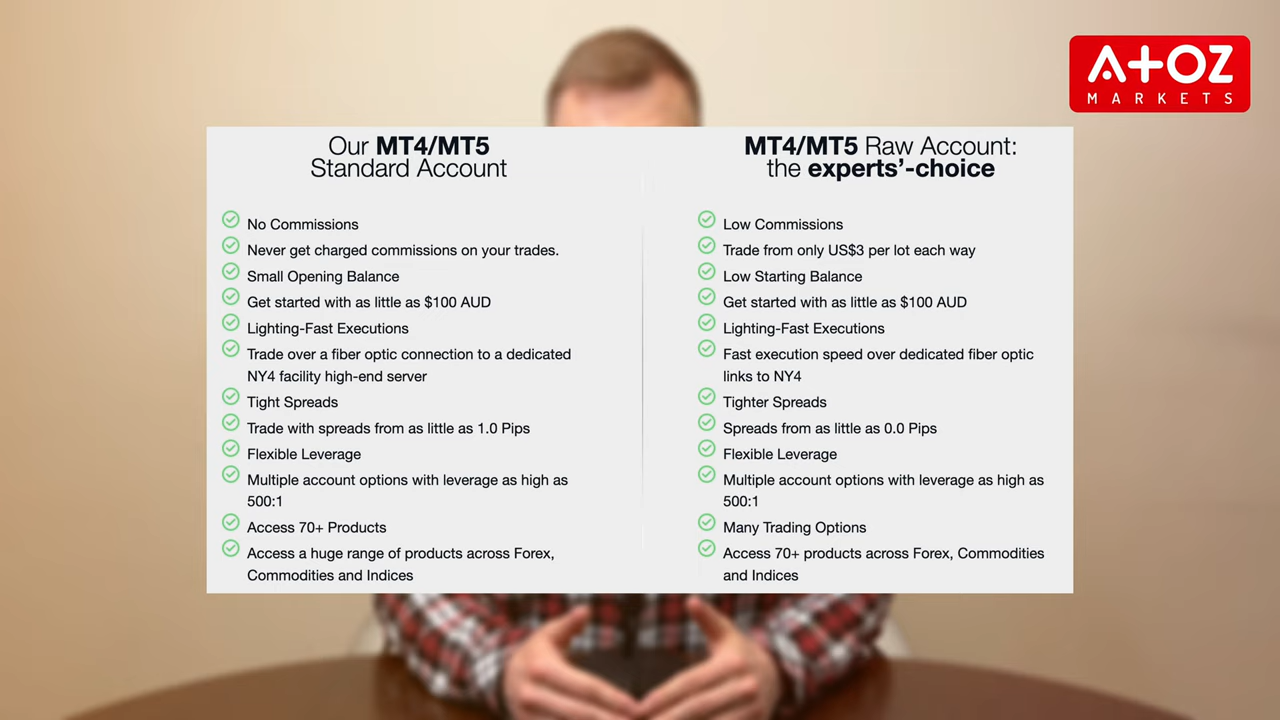 A+OZ
MARKETS
Our MT4/MT5
Standard Account
No Commissions
Never get charged commissions on your trades.
Small Opening Balance
Get started with as little as $100 AUD
Lighting-Fast Executions
Trade over a fiber optic connection to a dedicated
NY4 facility high-end server
Tight Spreads
Trade with spreads from as little as 1.0 Pips
Flexible Leverage
Multiple account options with leverage as high as
500:1
Access 70+ Products
Access a huge range of products across Forex,
Commodities and Indices
MT4/MT5 Raw Account:
the experts’-choice
Low Commissions
Trade from only US$3 per lot each way
Low Starting Balance
Get started with as little as $100 AUD
Lighting-Fast Executions
Fast execution speed over dedicated fiber optic
links to NY4
Tighter Spreads
Spreads from as little as 0.0 Pips
Flexible Leverage
Multiple account options with leverage as high as
500:1
Many Trading Options
Access 70+ products across Forex, Commodities
and Indices